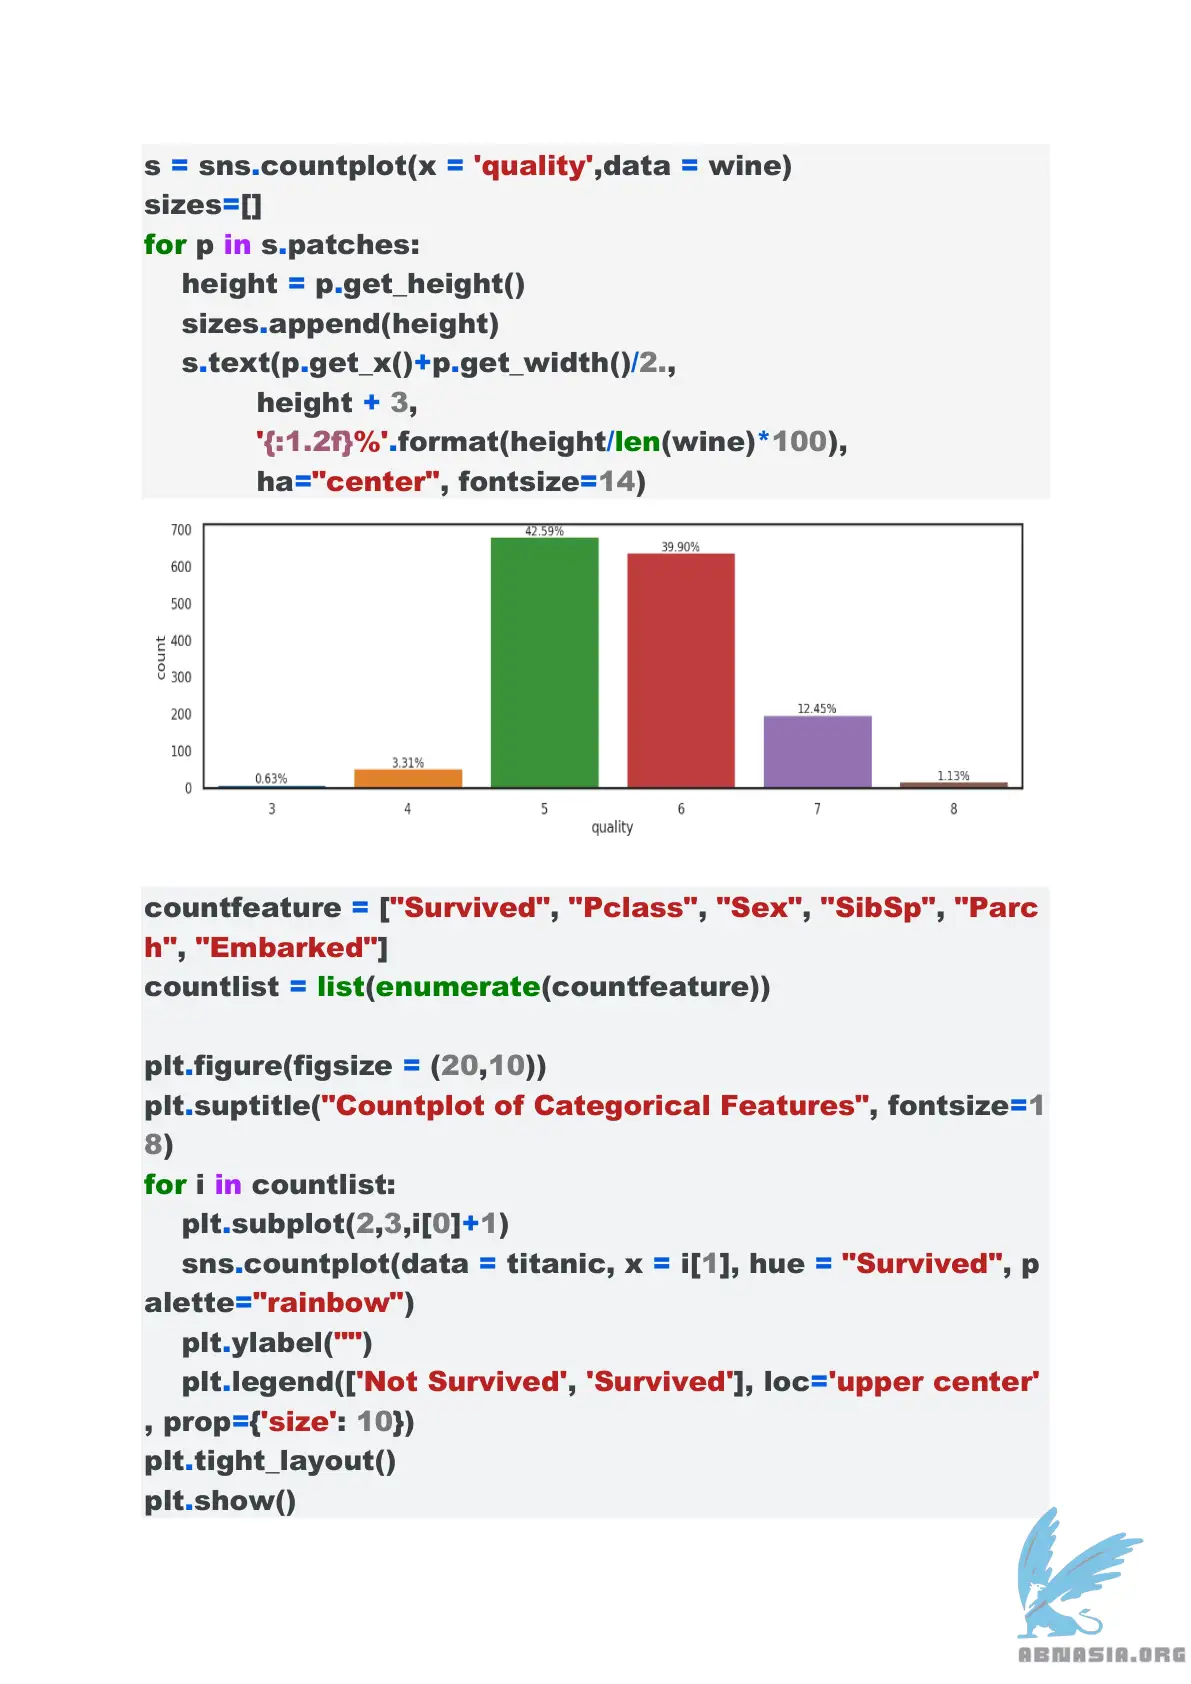 s = sns.countplot(x = 'quality',data = wine)
sizes=[]
for p in s.patches:
    height = p.get_height()
    sizes.append(height)
    s.text(p.get_x()+p.get_width()/2.,
            height + 3,
            '{:1.2f}%'.format(height/len(wine)*100),
            ha="center", fontsize=14)
700
600
500
400
300
200
100
0
count
0.63%
3.31%
42.59%
39.90%
12.45%
1.13%
3 4 5 6 7 8
quality
countfeature = ["Survived", "Pclass", "Sex", "SibSp", "Parc
h", "Embarked"]
countlist = list(enumerate(countfeature))
plt.figure(figsize = (20,10))
plt.suptitle("Countplot of Categorical Features", fontsize=1
8)
for i in countlist:
    plt.subplot(2,3,i[0]+1)
    sns.countplot(data = titanic, x = i[1], hue = "Survived", p
alette="rainbow")
    plt.ylabel("")
    plt.legend(['Not Survived', 'Survived'], loc='upper center'
, prop={'size': 10})
plt.tight_layout()
plt.show()
ABNASIA.ORG